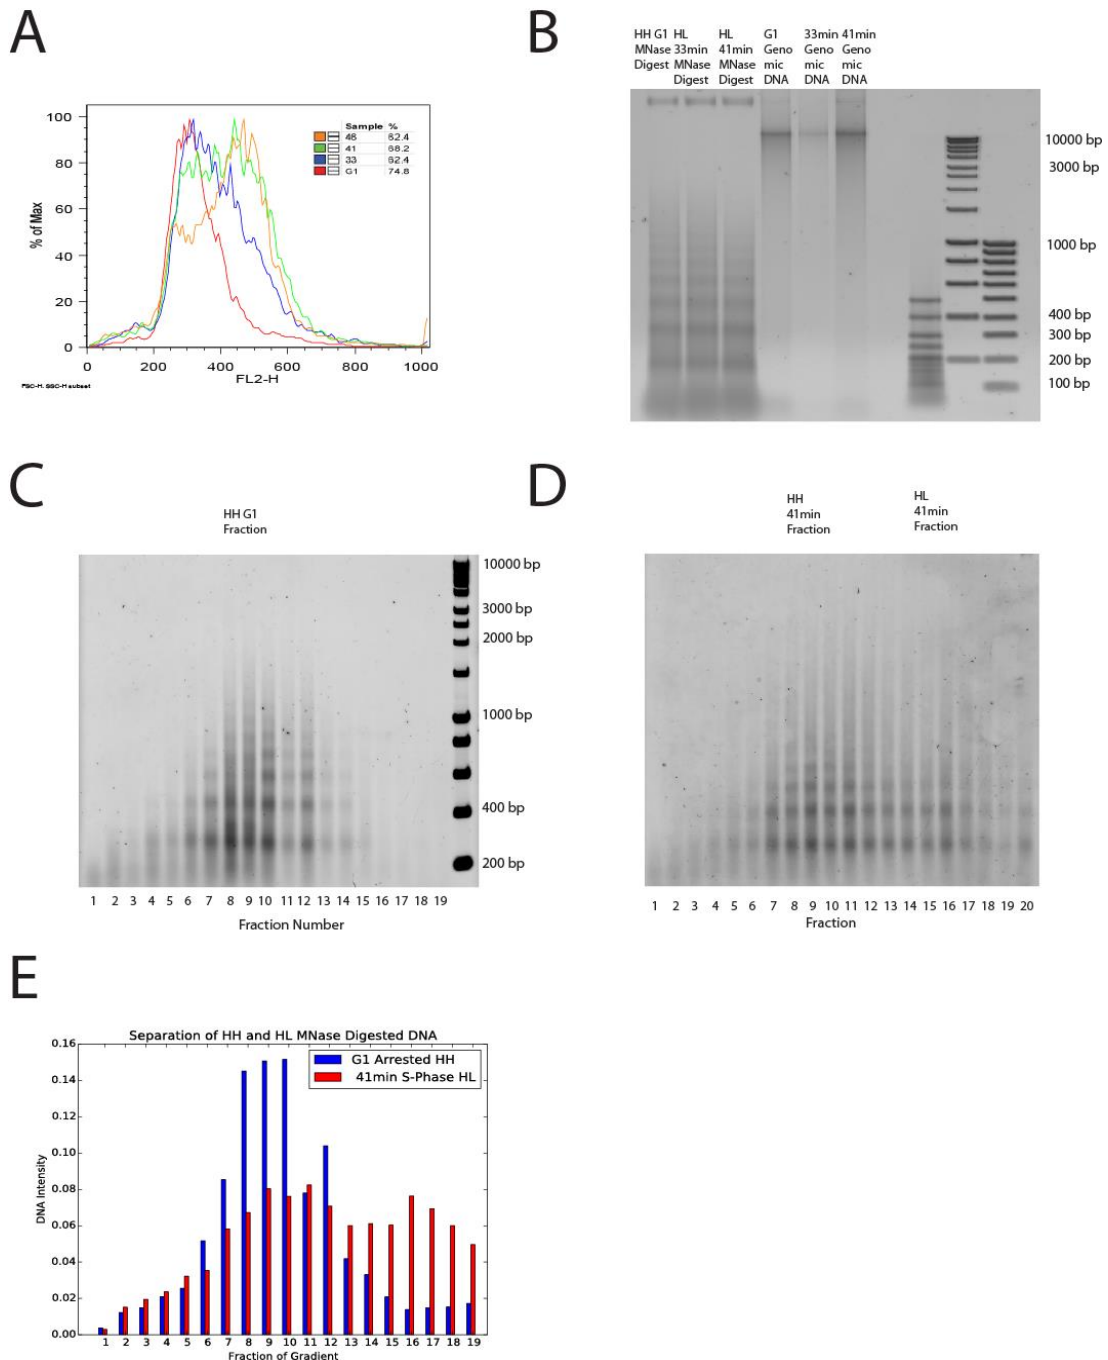 A
100
80
60
40
20
0
% of Max
0 200 400 600 800 1000
FL2-H
Sample %
46 62.4
41 68.2
33 62.4
G1 74.8
FSC-H. SSC-H subset
B
HH G1 HL HL G1 33min 41min
MNase 33min 41min Geno Geno Geno
Digest MNase MNase mic mic mic
Digest Digest DNA DNA DNA
10000 bp
3000 bp
1000 bp
400 bp
300 bp
200 bp
100 bp
C
HH G1
Fraction
10000 bp
3000 bp
2000 bp
1000 bp
400 bp
200 bp
1 2 3 4 5 6 7 8 9 10 11 12 13 14 15 16 17 18 19
Fraction Number
D
HH
41min
Fraction
HL
41min
Fraction
1 2 3 4 5 6 7 8 9 10 11 12 13 14 15 16 17 18 19 20
Fraction
E
Separation of HH and HL MNase Digested DNA
G1 Arrested HH
41min S-Phase HL
0.16
0.14
0.12
0.10
0.08
0.06
0.04
0.02
0.00
DNA Intensity
1 2 3 4 5 6 7 8 9 10 11 12 13 14 15 16 17 18 19
Fraction of Gradient